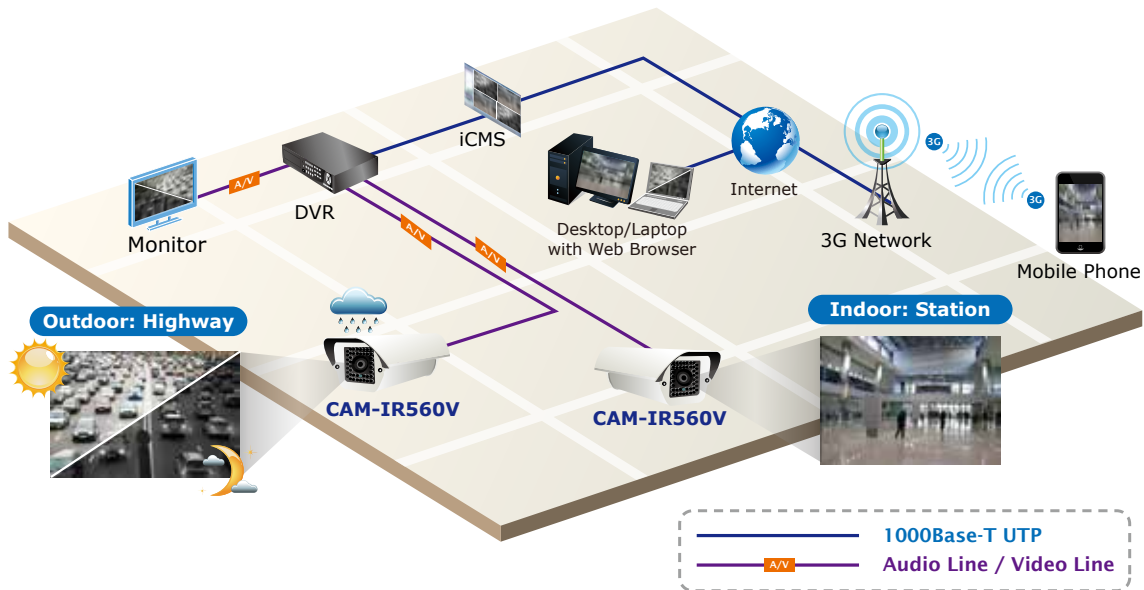 iCMS
A/V
DVR
Monitor
A/V
A/V
Desktop/Laptop
with Web Browser
Internet
3G
3G
3G Network
Mobile Phone
Outdoor: Highway
Indoor: Station
CAM-IR560V
CAM-IR560V
1000Base-T UTP
A/V
Audio Line / Video Line